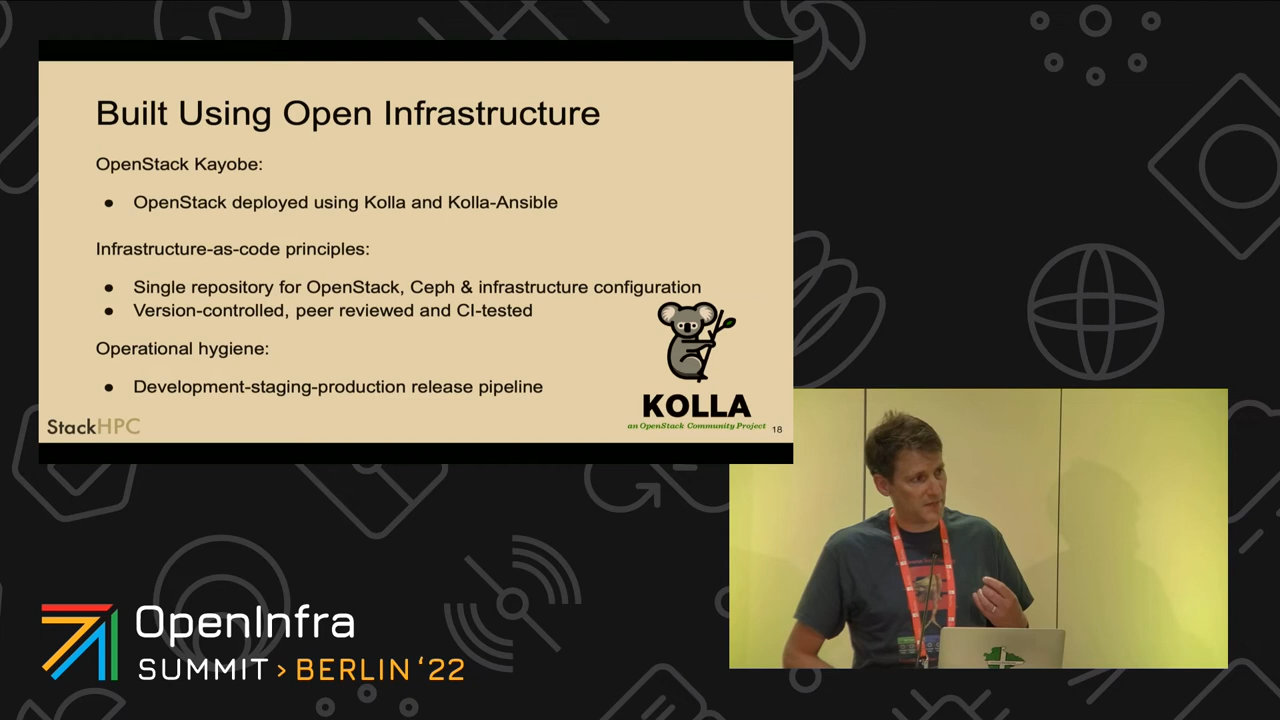 Built Using Open Infrastructure
OpenStack Kayobe:
● OpenStack deployed using Kolla and Kolla-Ansible
Infrastructure-as-code principles:
● Single repository for OpenStack, Ceph & infrastructure configuration
● Version-controlled, peer reviewed and CI-tested
Operational hygiene:
● Development-staging-production release pipeline
StackHPC
KOLLA
an OpenStack Community Project
18
OpenInfra
SUMMIT > BERLIN ‘22